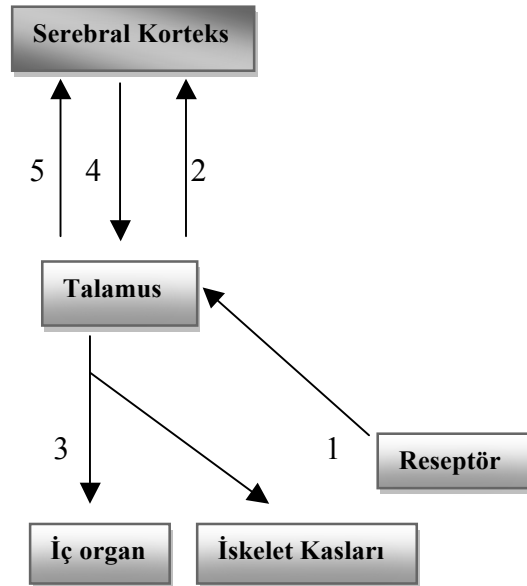 Serebral Korteks
5 4 2
Talamus
3 1 Reseptör
İç organ İskelet Kasları